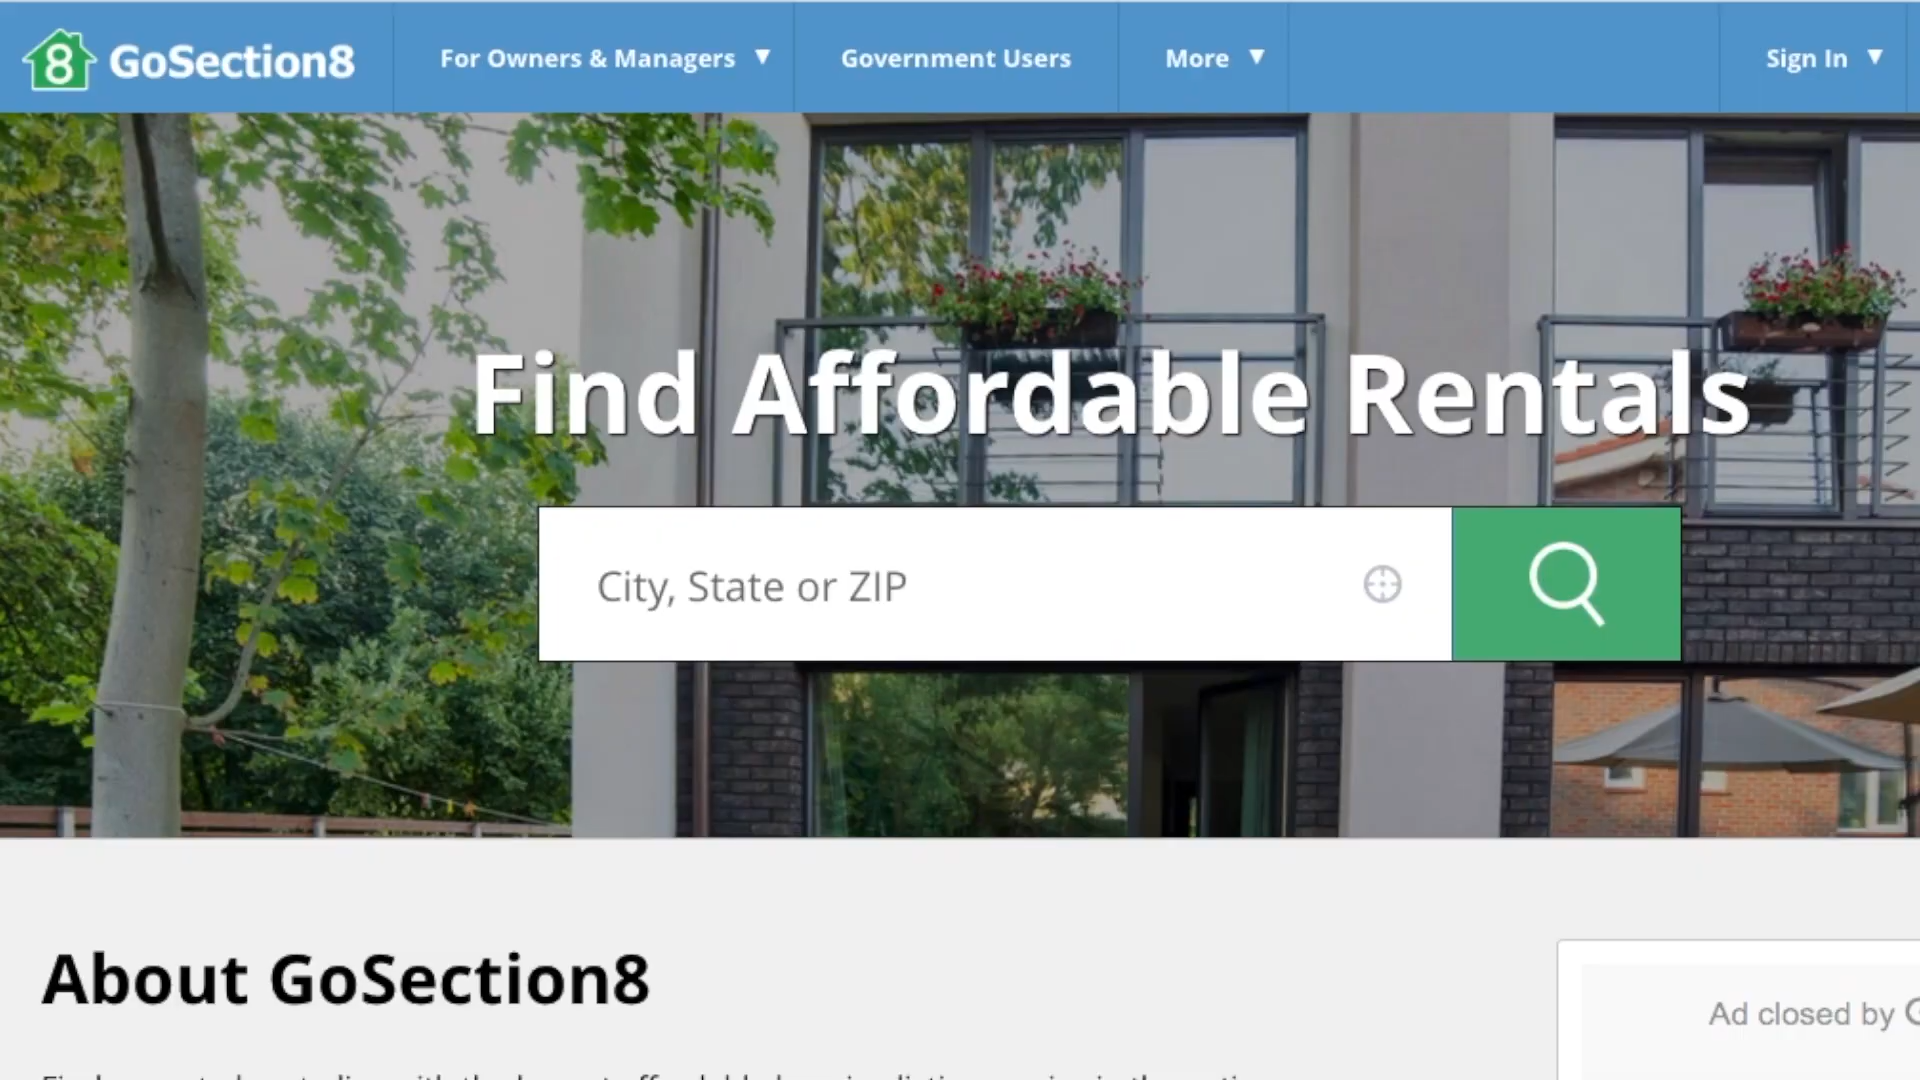 8 GoSection8
For Owners & Managers ▼
Government Users
More ▼
Sign In ▼
Find Affordable Rentals
City, State or ZIP
About GoSection8
Ad closed by